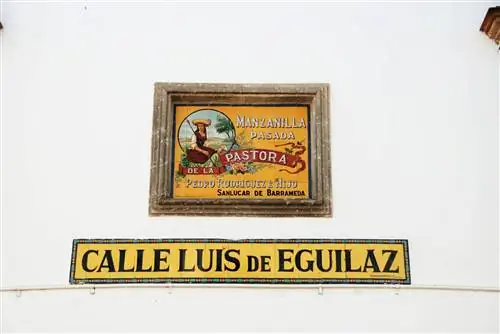 MANZANILLA
PASADA
DE LA PASTORA
PEDRO RODRIGUEZ E HIJO
SANLUCAR DE BARRAMEDA
CALLE LUIS DE EGUILAZ